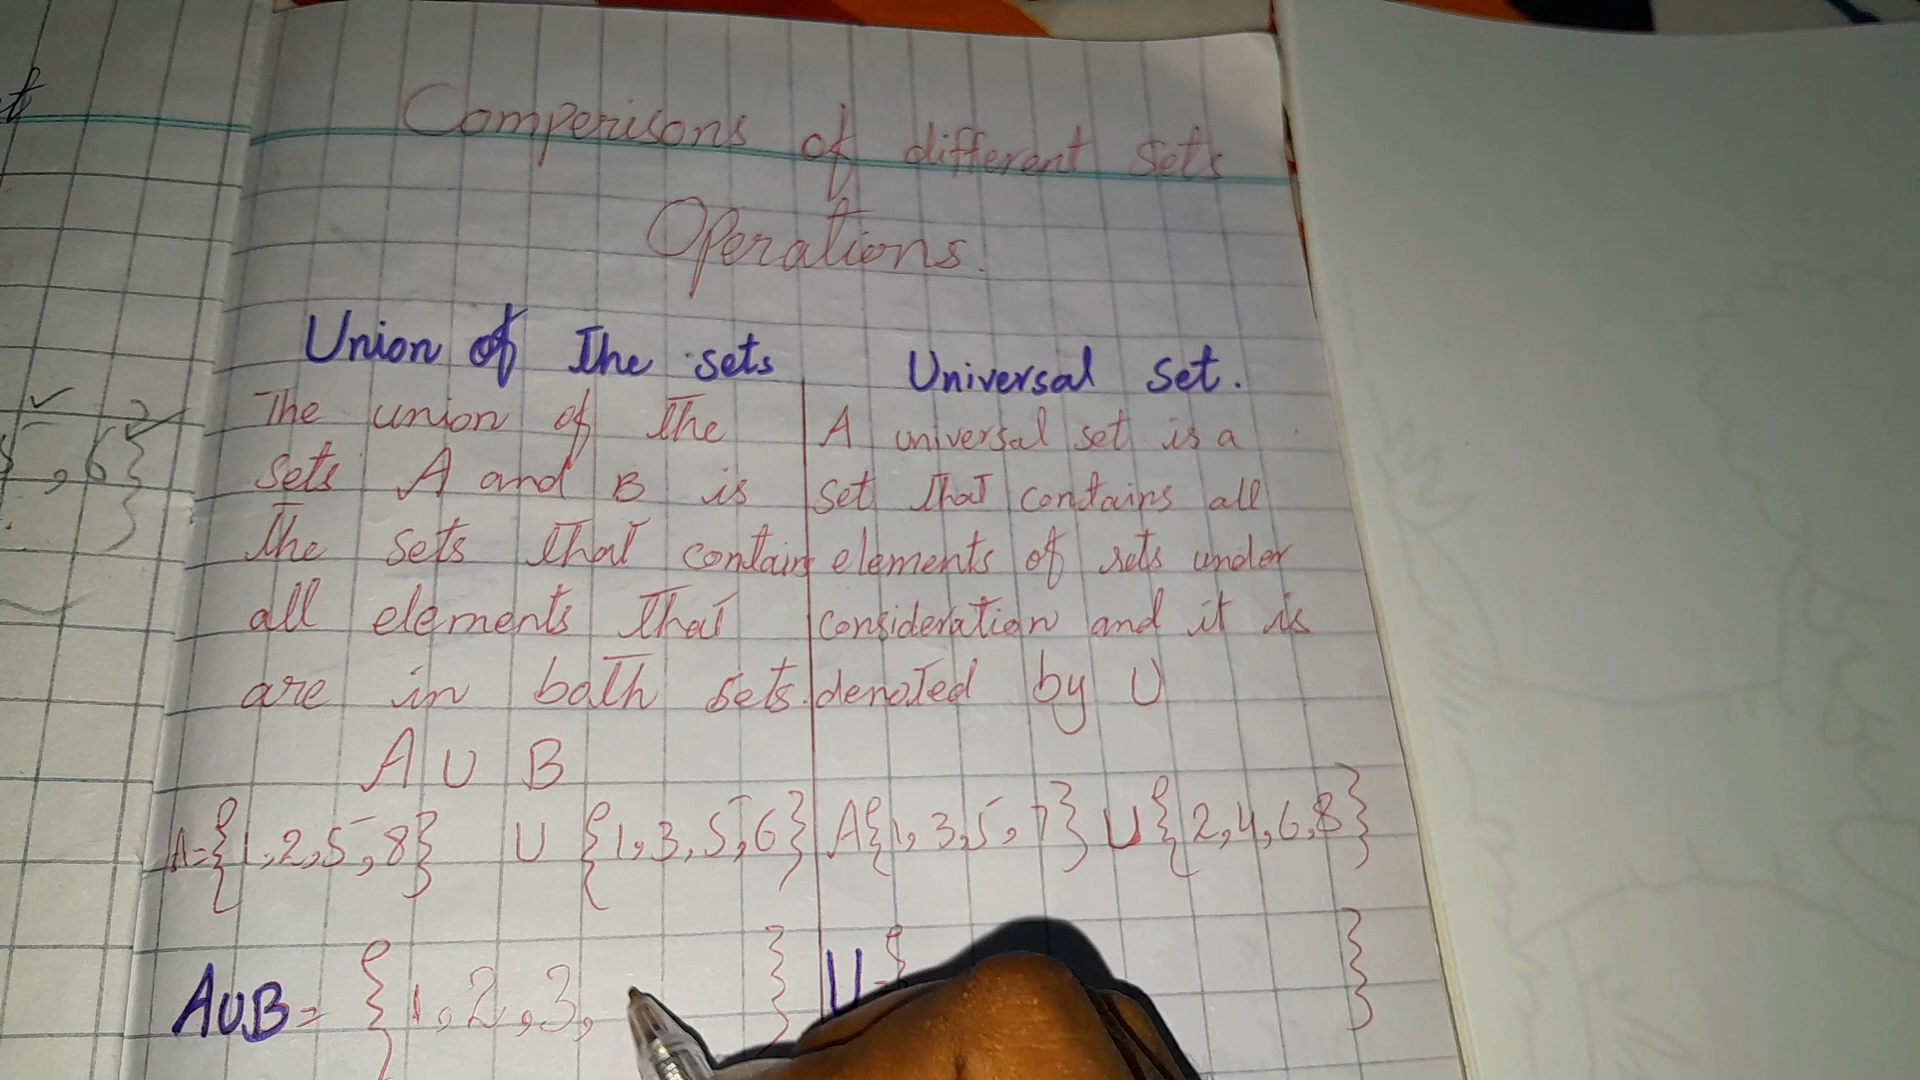 Comperisons of different sets
Operations.
Union of The sets
The union of The
sets A and B is
The sets That contains
all elements That
are in both sets.
A U B
A={1,2,5,8} U {1,3,5,6}
AUB= {1,2,3, }
Universal set.
A universal set is a
set That contains all
elements of sets under
consideration and it is
denoted by U
A{1,3,5,7} U{2,4,6,8}
U={ }
5,6}